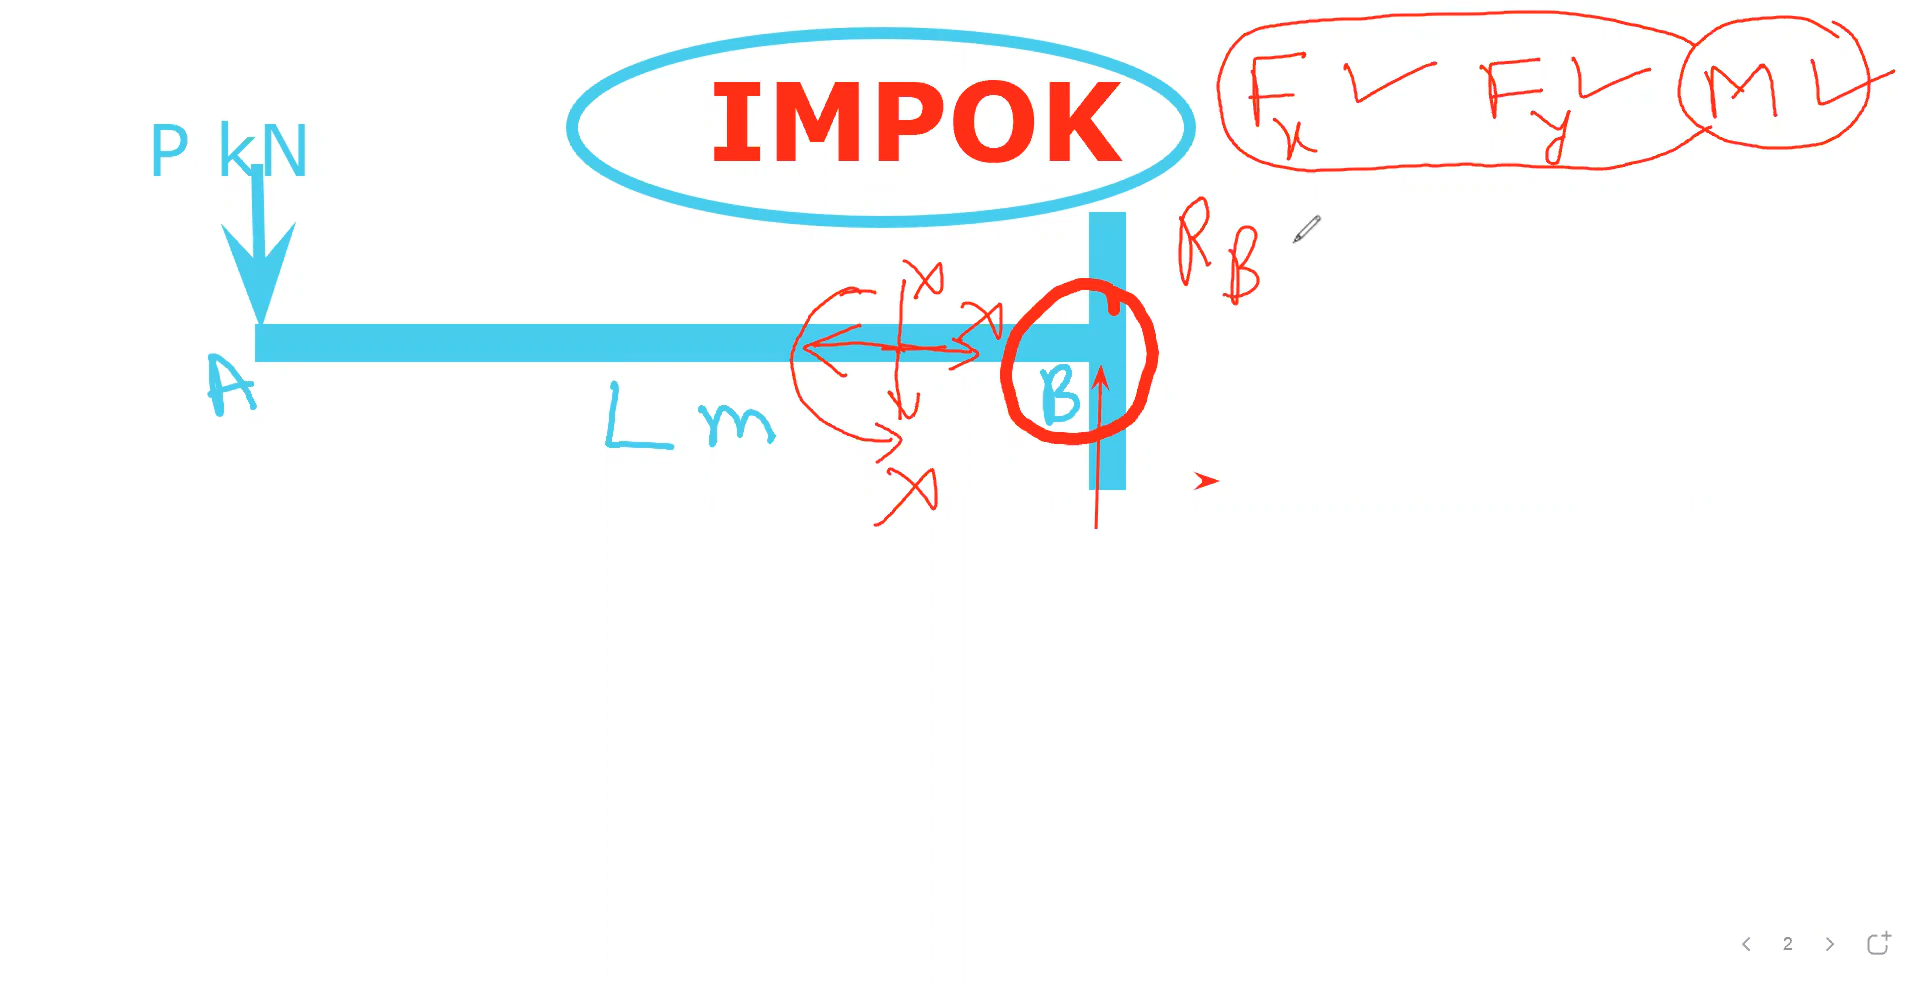 IMPOK
Fx ✓ Fy ✓ M ✓
P kN
RB
A
B
L m
2